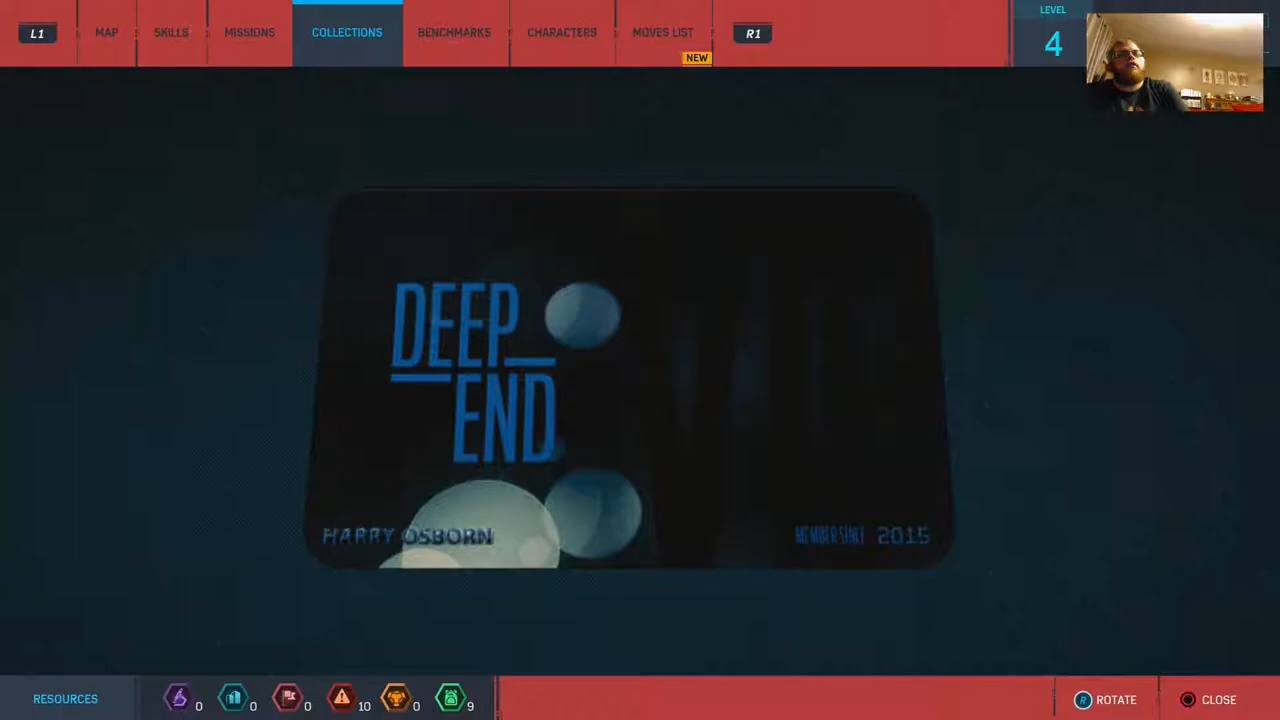 L1 MAP SKILLS MISSIONS COLLECTIONS BENCHMARKS CHARACTERS MOVES LIST R1
NEW
LEVEL
4
DEEP_
END
HARRY OSBORN MEMBER SINCE 2015
RESOURCES 0 0 0 10 0 9 R ROTATE CLOSE